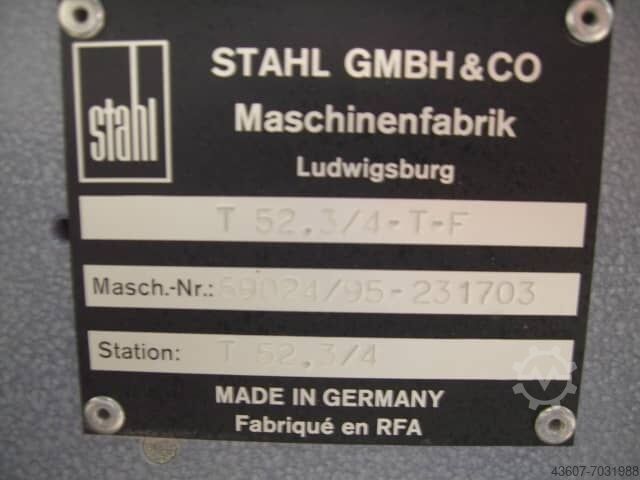 stahl
STAHL GMBH & CO
Maschinenfabrik
Ludwigsburg
T 52.3/4-T-F
Masch.-Nr.: 69024/95-231703
Station: T 52.3/4
MADE IN GERMANY
Fabriqué en RFA
43607-7031988